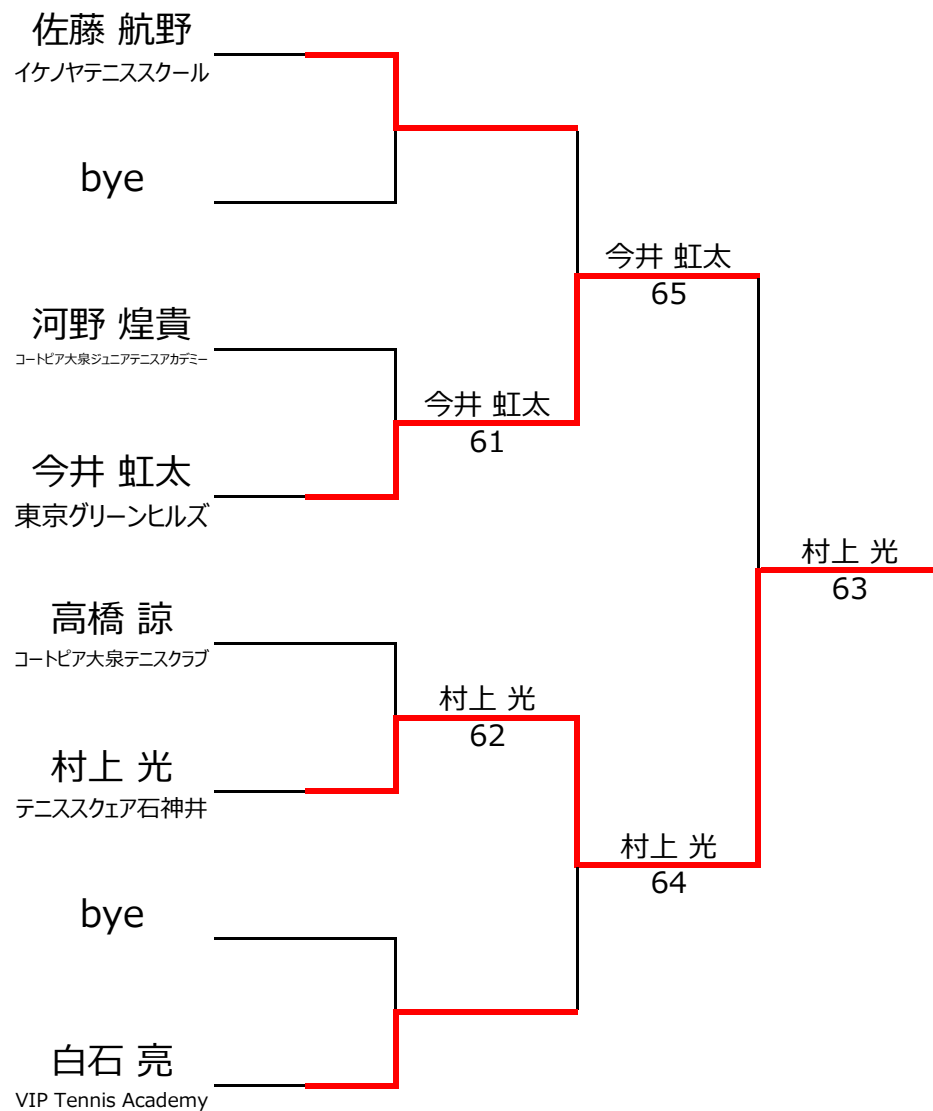 佐藤 航野
イケノヤテニススクール
bye
河野 煌貴
コートピア大泉ジュニアテニスアカデミー
今井 虹太
東京グリーンヒルズ
高橋 諒
コートピア大泉テニスクラブ
村上 光
テニススクェア石神井
bye
白石 亮
VIP Tennis Academy
今井 虹太
61
村上 光
62
今井 虹太
65
村上 光
64
村上 光
63